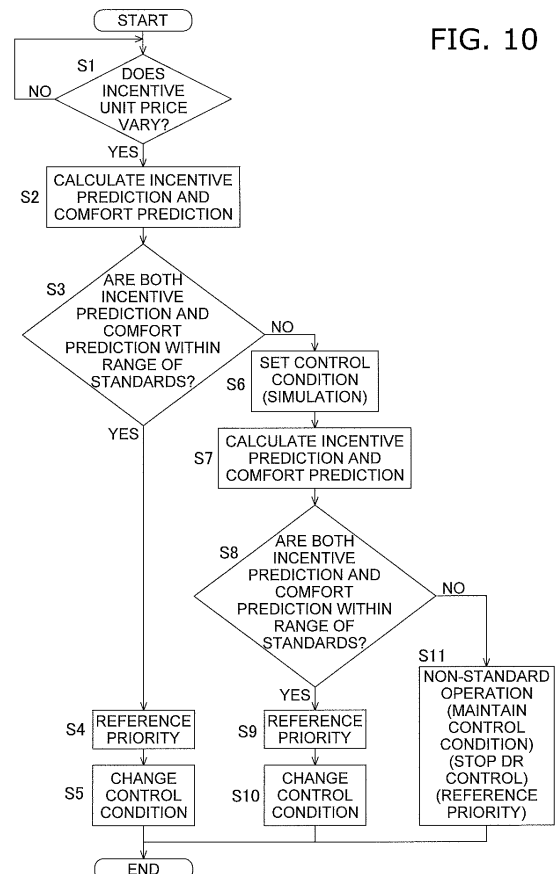 START
FIG. 10
S1
DOES
INCENTIVE
UNIT PRICE
VARY?
NO
YES
S2
CALCULATE INCENTIVE
PREDICTION AND
COMFORT PREDICTION
S3
ARE BOTH
INCENTIVE
PREDICTION AND
COMFORT
PREDICTION WITHIN
RANGE OF
STANDARDS?
NO
YES
S6
SET CONTROL
CONDITION
(SIMULATION)
S7
CALCULATE INCENTIVE
PREDICTION AND
COMFORT PREDICTION
S8
ARE BOTH
INCENTIVE
PREDICTION AND
COMFORT
PREDICTION WITHIN
RANGE OF
STANDARDS?
NO
YES
S11
NON-STANDARD
OPERATION
(MAINTAIN
CONTROL
CONDITION)
(STOP DR
CONTROL)
(REFERENCE
PRIORITY)
S4
REFERENCE
PRIORITY
S9
REFERENCE
PRIORITY
S5
CHANGE
CONTROL
CONDITION
S10
CHANGE
CONTROL
CONDITION
END